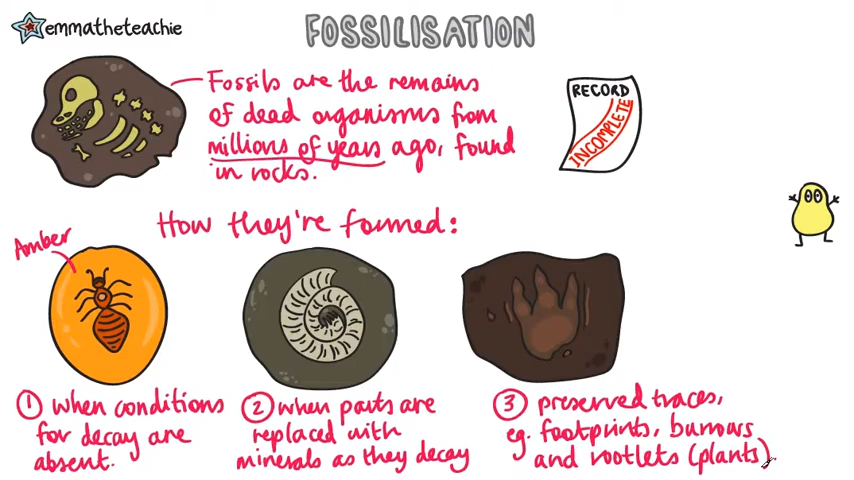 emmatheteachie
FOSSILISATION
Fossils are the remains
of dead organisms from
millions of years ago, found
in rocks.
RECORD
INCOMPLETE
How they're formed:
Amber
① when conditions
for decay are
absent.
② when parts are
replaced with
minerals as they decay
③ preserved traces,
eg. footprints, burrows
and rootlets (plants)